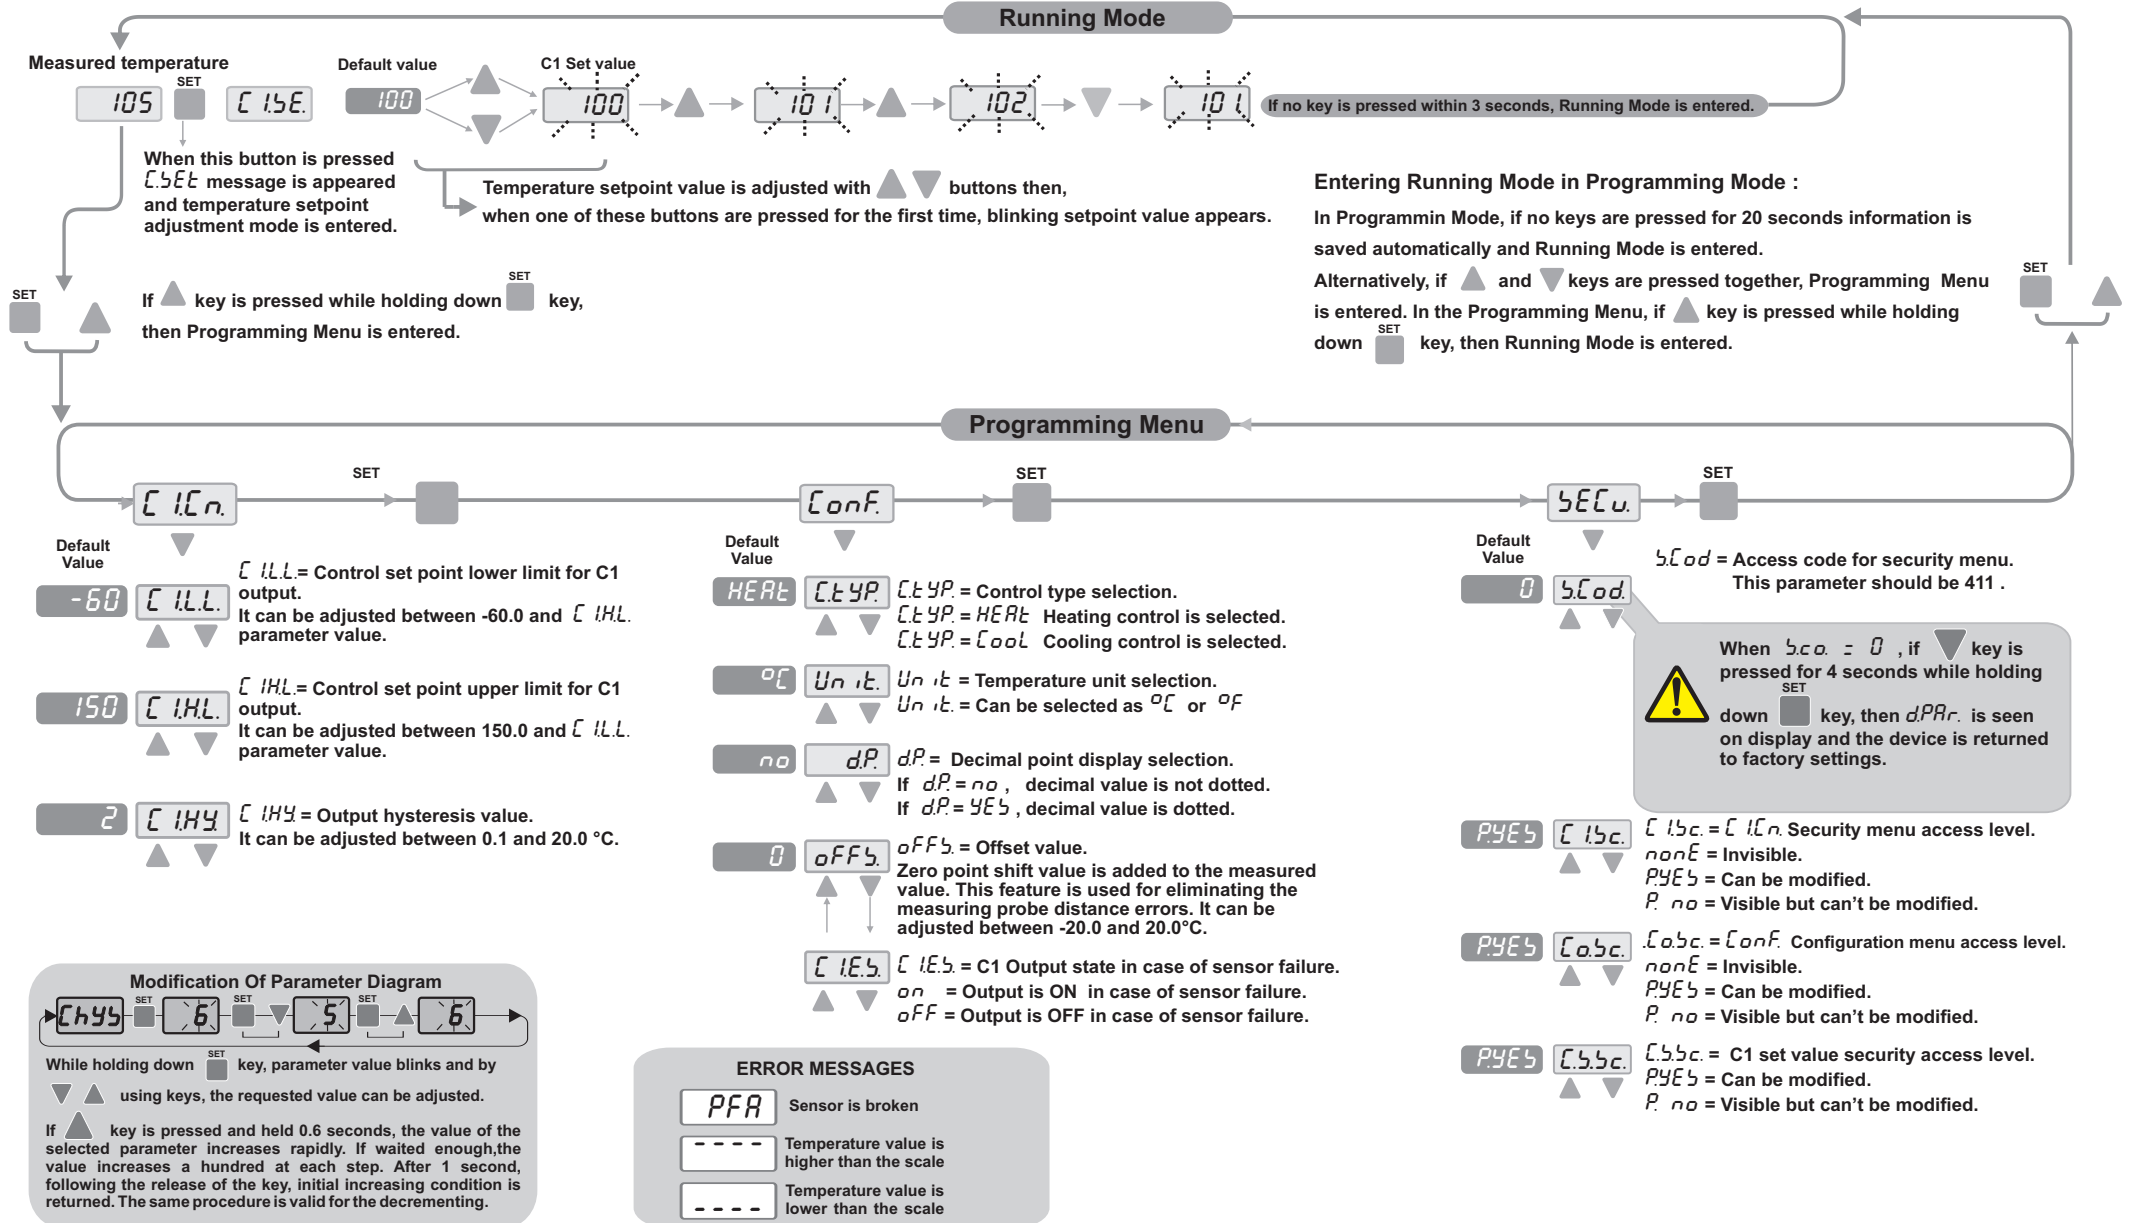 Running Mode
Measured temperature
SET
105
C1.SE.
Default value
100
C1 Set value
100
101
102
101.
If no key is pressed within 3 seconds, Running Mode is entered.
When this button is pressed
C.SEt message is appeared
and temperature setpoint
adjustment mode is entered.
Temperature setpoint value is adjusted with buttons then,
when one of these buttons are pressed for the first time, blinking setpoint value appears.
Entering Running Mode in Programming Mode :
In Programmin Mode, if no keys are pressed for 20 seconds information is
saved automatically and Running Mode is entered.
Alternatively, if and keys are pressed together, Programming Menu
is entered. In the Programming Menu, if key is pressed while holding
SET
down key, then Running Mode is entered.
SET
SET
SET
If key is pressed while holding down key,
then Programming Menu is entered.
Programming Menu
C1.Cn.
SET
ConF.
SET
SECu.
SET
Default
Value
-60
C1.L.L.
C1.L.L.= Control set point lower limit for C1
output.
It can be adjusted between -60.0 and C1.H.L.
parameter value.
150
C1.H.L.
C1H.L.= Control set point upper limit for C1
output.
It can be adjusted between 150.0 and C1.L.L.
parameter value.
2
C1.HY.
C1.HY. = Output hysteresis value.
It can be adjusted between 0.1 and 20.0 °C.
Default
Value
HEAt
C.tYP.
C.tYP. = Control type selection.
C.tYP. = HEAt Heating control is selected.
C.tYP. = CooL Cooling control is selected.
°C
Unit.
Unit = Temperature unit selection.
Unit. = Can be selected as °C or °F
no
d.P.
d.P. = Decimal point display selection.
If d.P. = no , decimal value is not dotted.
If d.P. = YES , decimal value is dotted.
0
oFFS.
oFFS. = Offset value.
Zero point shift value is added to the measured
value. This feature is used for eliminating the
measuring probe distance errors. It can be
adjusted between -20.0 and 20.0°C.
C1.E.S.
C1.E.S. = C1 Output state in case of sensor failure.
on = Output is ON in case of sensor failure.
oFF = Output is OFF in case of sensor failure.
Default
Value
0
S.Cod.
S.Cod = Access code for security menu.
This parameter should be 411 .
When S.co. = 0 , if key is
pressed for 4 seconds while holding
SET
down key, then d.PAr. is seen
on display and the device is returned
to factory settings.
P.YES
C1.Sc.
C1.Sc. = C1.Cn. Security menu access level.
nonE = Invisible.
P.YES = Can be modified.
P. no = Visible but can't be modified.
P.YES
Co.Sc.
.Co.Sc. = ConF. Configuration menu access level.
nonE = Invisible.
P.YES = Can be modified.
P. no = Visible but can't be modified.
P.YES
C.S.Sc.
C.S.Sc. = C1 set value security access level.
P.YES = Can be modified.
P. no = Visible but can't be modified.
Modification Of Parameter Diagram
ChYS
SET
6
SET
5
SET
6
SET
While holding down key, parameter value blinks and by
using keys, the requested value can be adjusted.
If key is pressed and held 0.6 seconds, the value of the
selected parameter increases rapidly. If waited enough,the
value increases a hundred at each step. After 1 second,
following the release of the key, initial increasing condition is
returned. The same procedure is valid for the decrementing.
ERROR MESSAGES
PFA
Sensor is broken
- - - -
Temperature value is
higher than the scale
- - - -
Temperature value is
lower than the scale